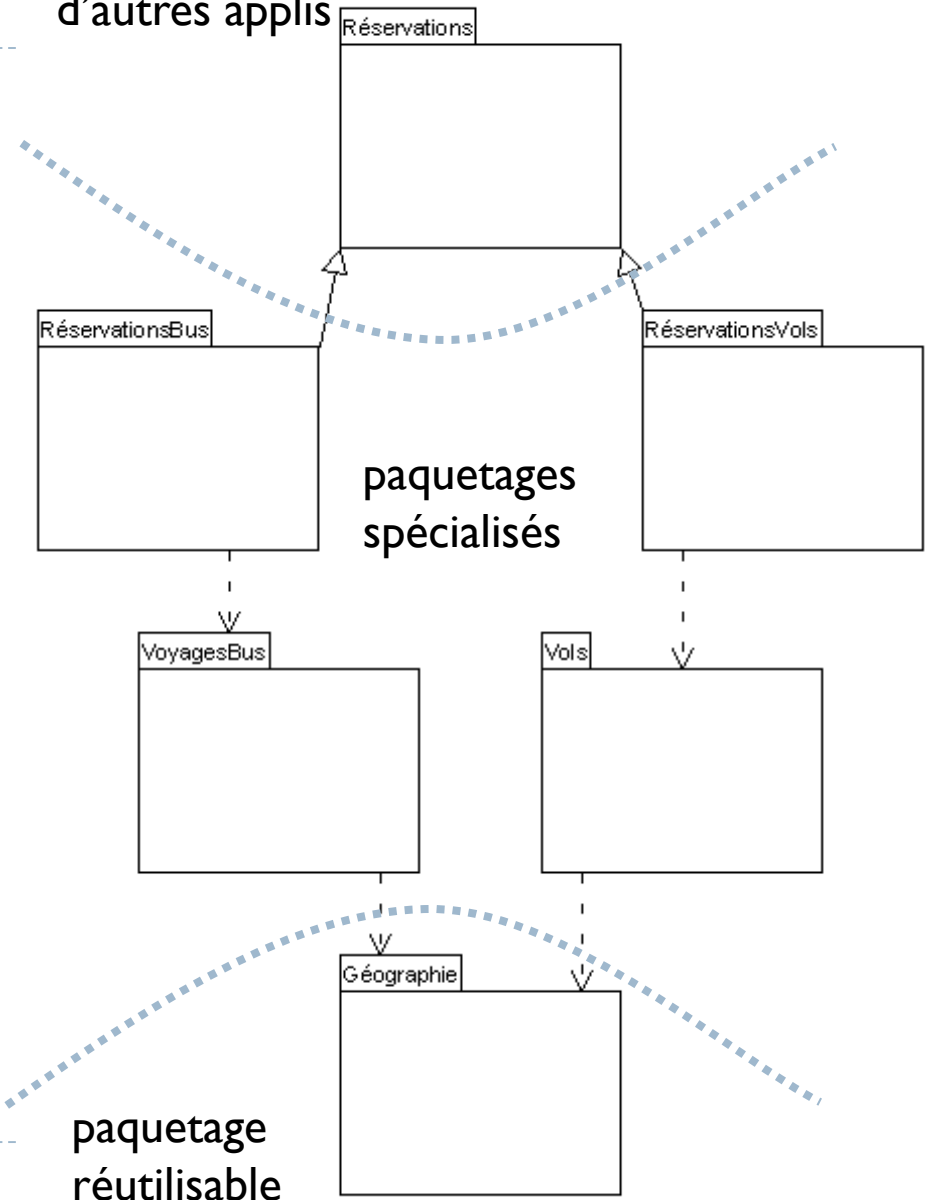 d'autres applis
Réservations
RéservationsBus
RéservationsVols
paquetages
spécialisés
VoyagesBus
Vols
Géographie
paquetage
réutilisable